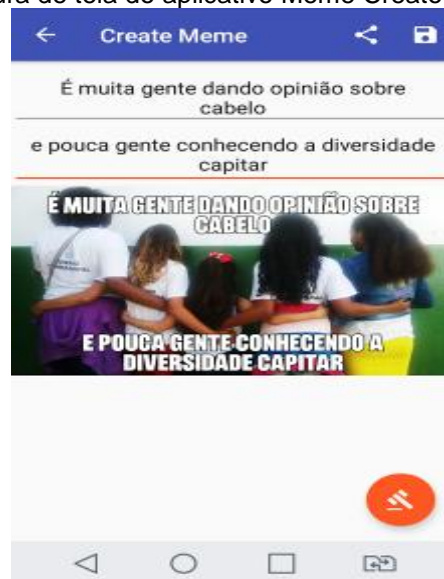 ra de tela do aplicativo Meme Create
Create Meme
É muita gente dando opinião sobre
cabelo
e pouca gente conhecendo a diversidade
capitar
É MUITA GENTE DANDO OPINIÃO SOBRE
CABELO
E POUCA GENTE CONHECENDO A
DIVERSIDADE CAPITAR